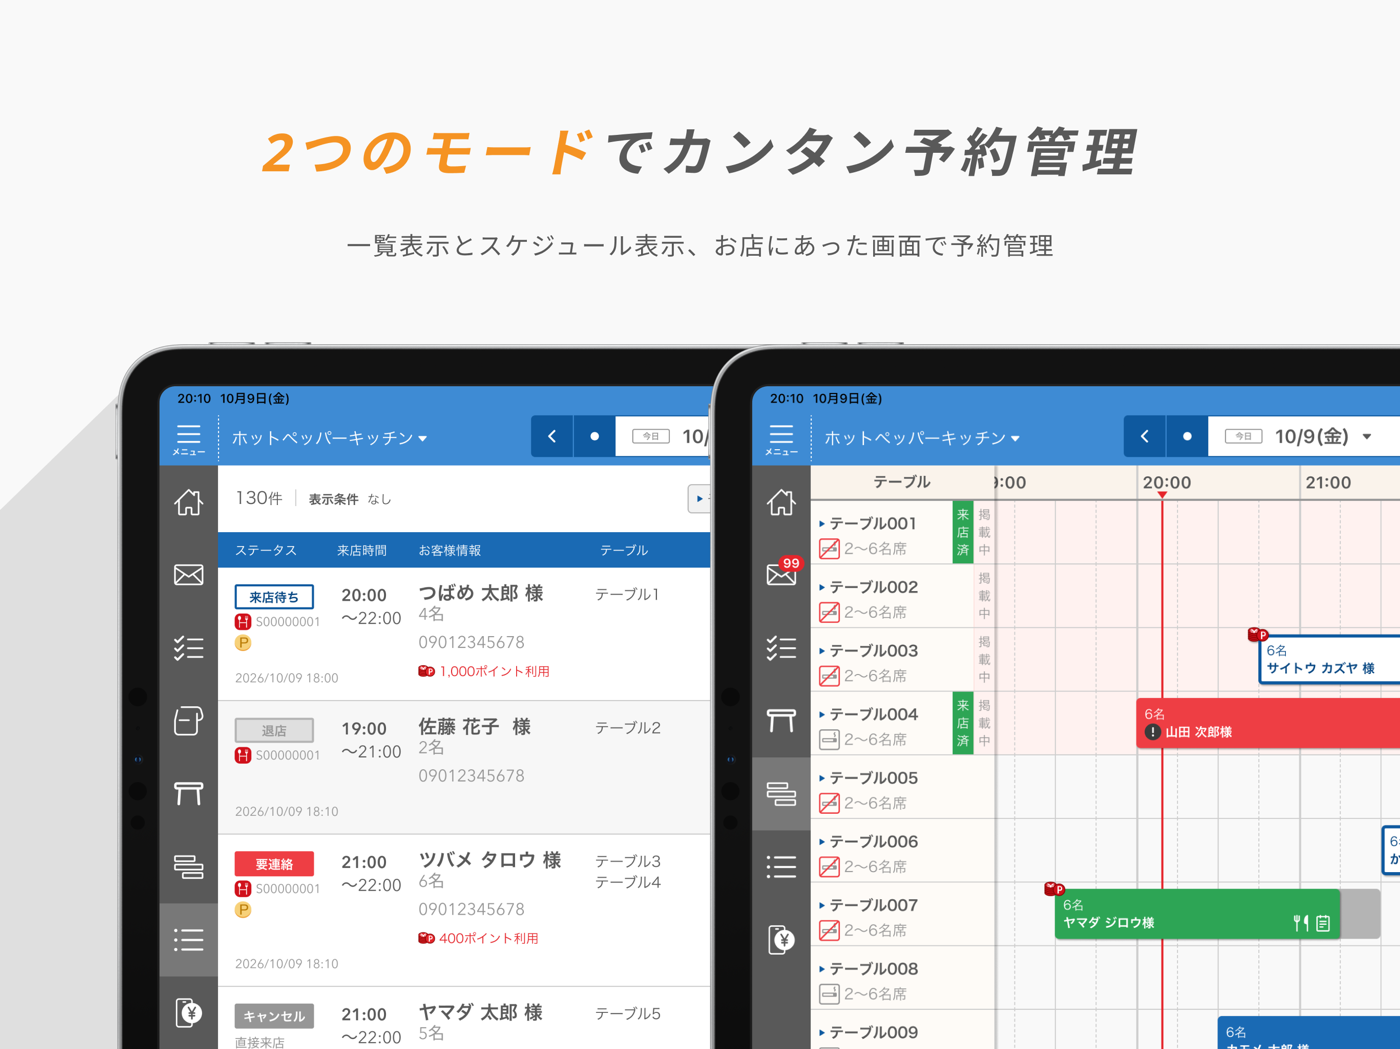 2つのモードでカンタン予約管理
一覧表示とスケジュール表示、お店にあった画面で予約管理
20:10 10月9日(金)
メニュー
ホットペッパーキッチン
今日
10/
130件
表示条件 なし
ステータス 来店時間 お客様情報 テーブル
来店待ち
S00000001
P
2026/10/09 18:00
20:00
～22:00
つばめ 太郎 様
4名
09012345678
P 1,000ポイント利用
テーブル1
退店
S00000001
2026/10/09 18:10
19:00
～21:00
佐藤 花子 様
2名
09012345678
テーブル2
要連絡
S00000001
P
2026/10/09 18:10
21:00
～22:00
ツバメ タロウ 様
6名
09012345678
P 400ポイント利用
テーブル3
テーブル4
キャンセル
直接来店
21:00
～22:00
ヤマダ 太郎 様
5名
テーブル5
20:10 10月9日(金)
メニュー
ホットペッパーキッチン
今日
10/9(金)
99
テーブル
:00
20:00
21:00
テーブル001
2～6名席
来店済
掲載中
テーブル002
2～6名席
掲載中
テーブル003
2～6名席
掲載中
P
6名
サイトウ カズヤ 様
テーブル004
2～6名席
来店済
掲載中
6名
山田 次郎様
テーブル005
2～6名席
テーブル006
2～6名席
6
か
テーブル007
2～6名席
P
6名
ヤマダ ジロウ様
テーブル008
2～6名席
テーブル009
6名
カモメ 太郎 様